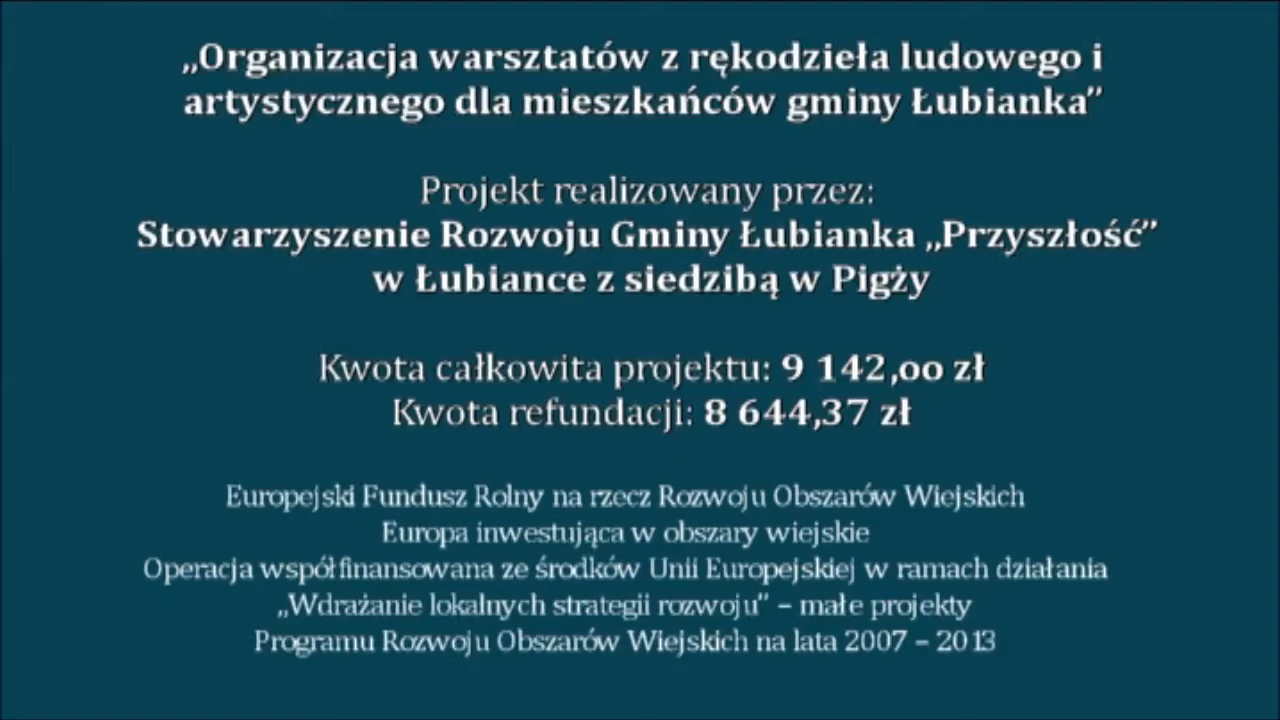 „Organizacja warsztatów z rękodzieła ludowego i
artystycznego dla mieszkańców gminy Łubianka”
Projekt realizowany przez:
Stowarzyszenie Rozwoju Gminy Łubianka „Przyszłość”
w Łubiance z siedzibą w Pigży
Kwota całkowita projektu: 9 142,oo zł
Kwota refundacji: 8 644,37 zł
Europejski Fundusz Rolny na rzecz Rozwoju Obszarów Wiejskich
Europa inwestująca w obszary wiejskie
Operacja współfinansowana ze środków Unii Europejskiej w ramach działania
„Wdrażanie lokalnych strategii rozwoju” – małe projekty
Programu Rozwoju Obszarów Wiejskich na lata 2007 – 2013